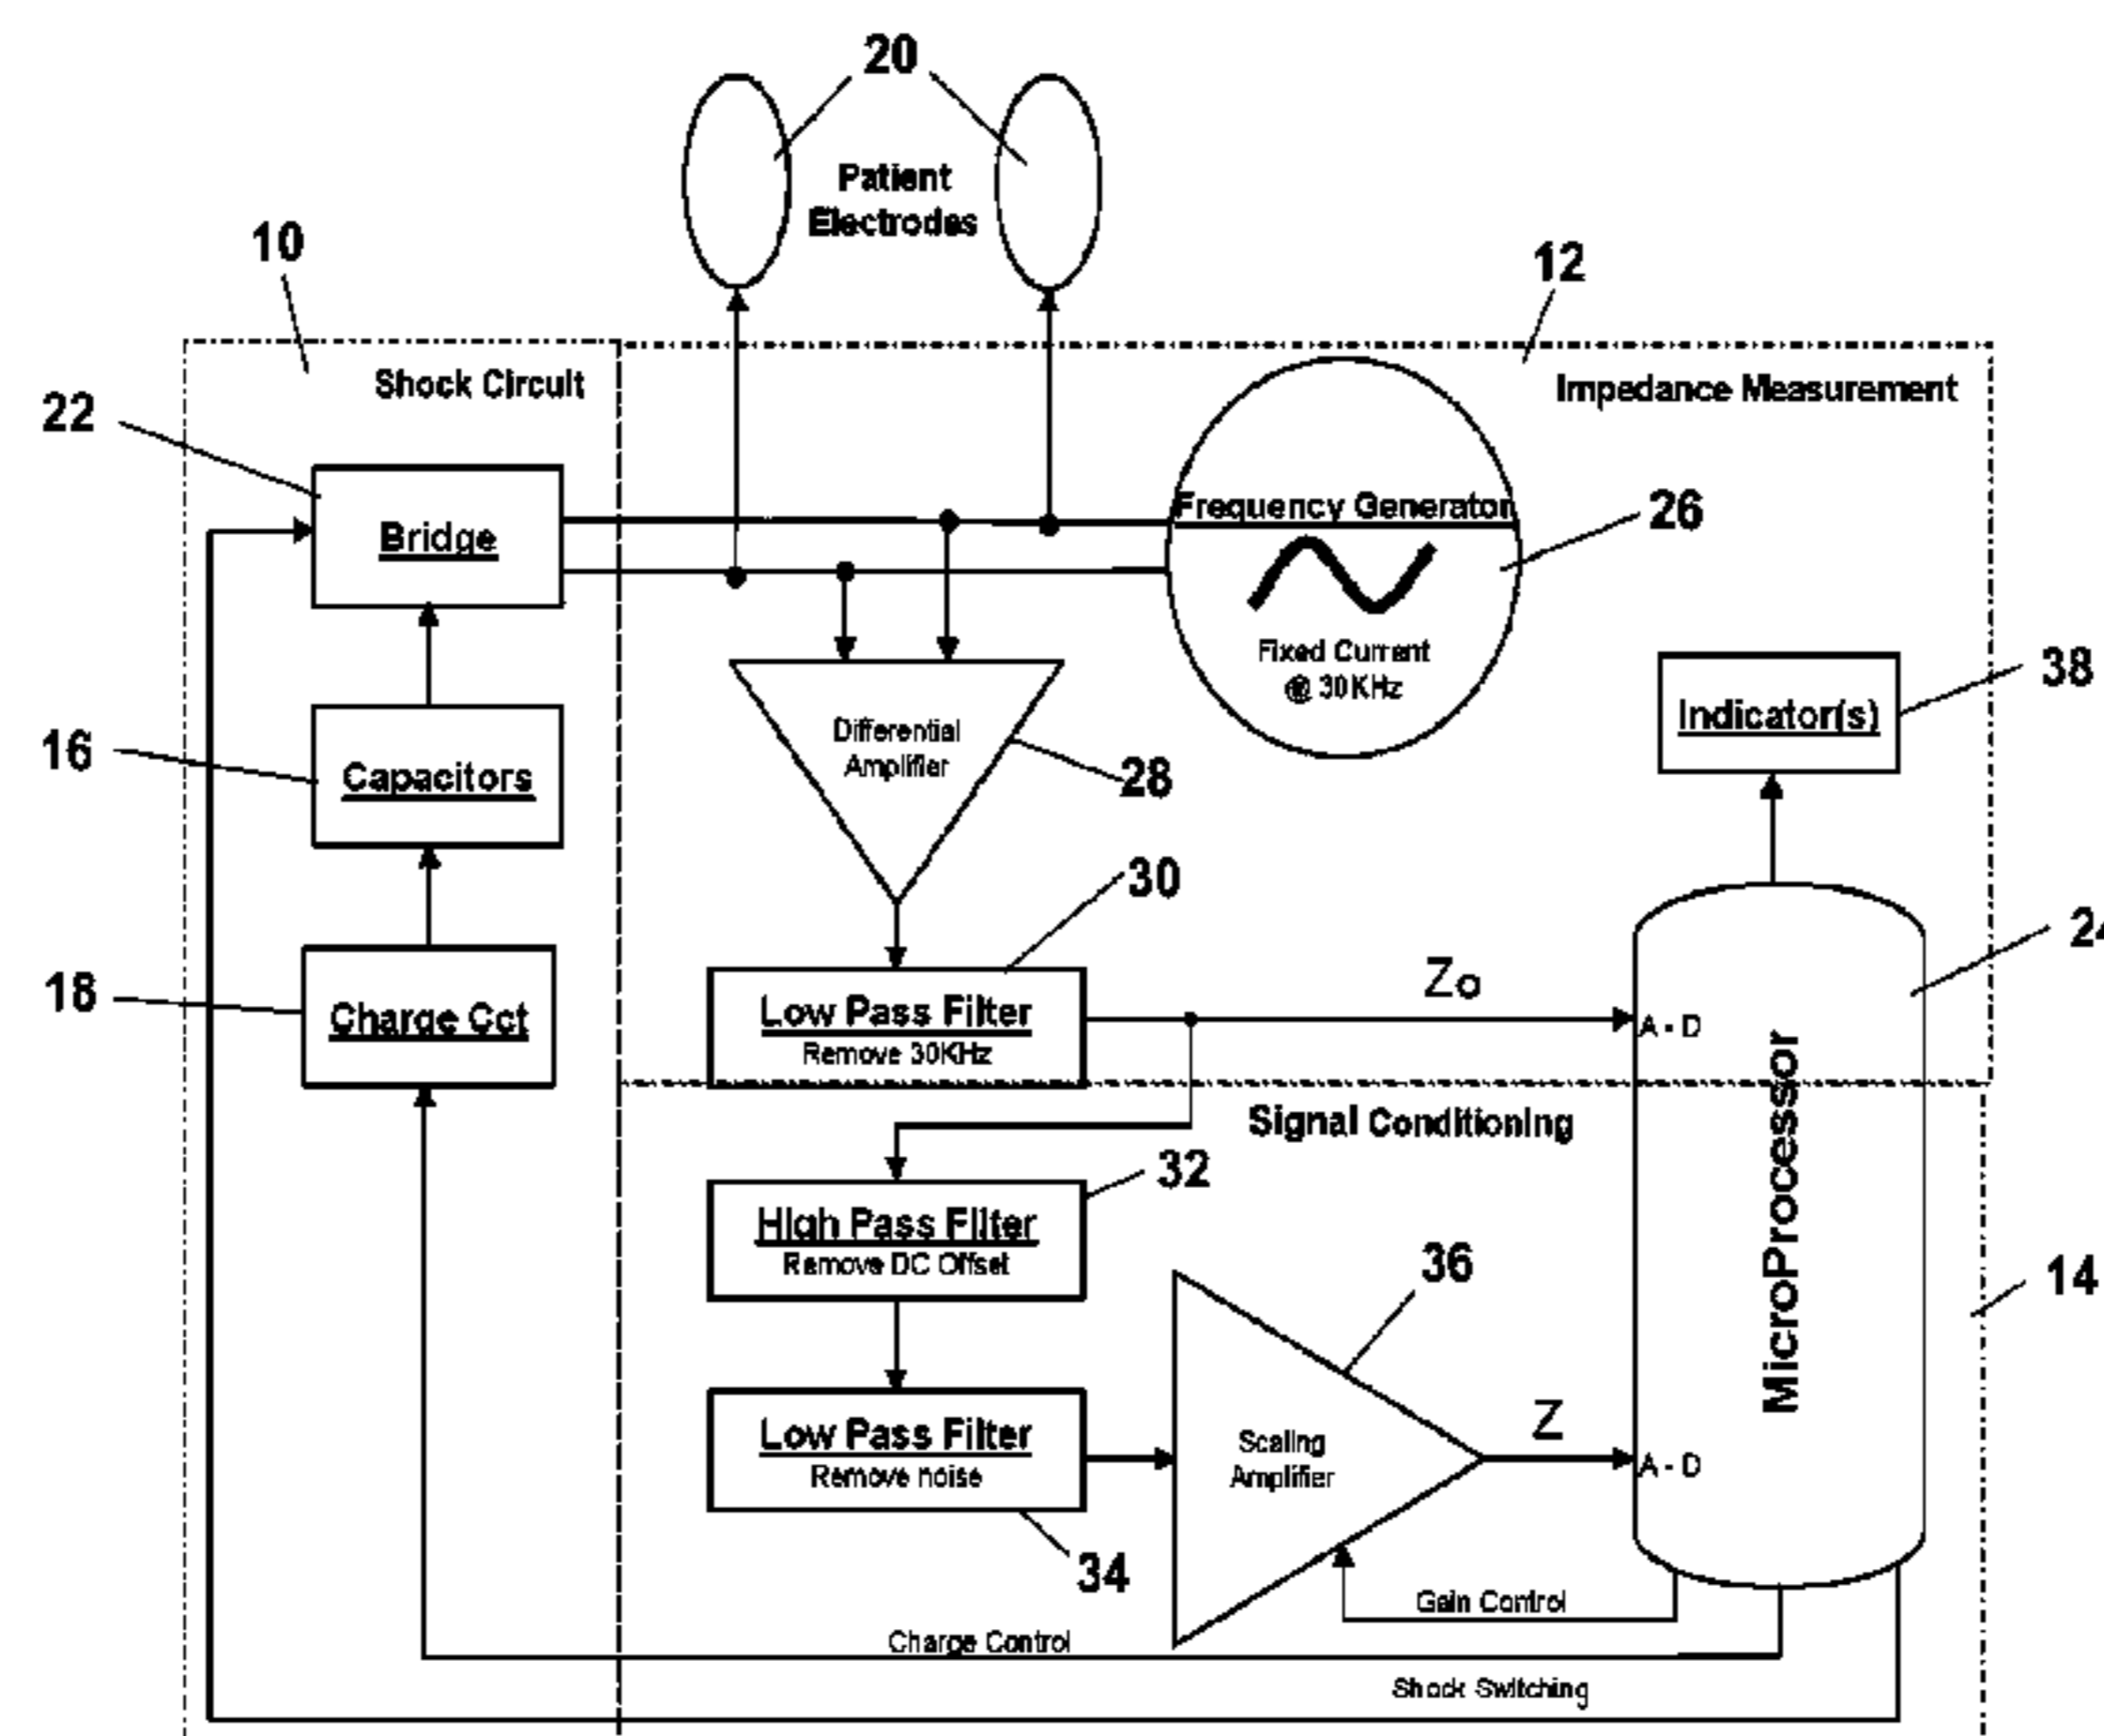 20
Patient
Electrodes
10
12
Shock Circuit
Impedance Measurement
22
Bridge
Frequency Generator
26
Fixed Current
@ 30KHz
Differential
Amplifier
28
38
Indicator(s)
16
Capacitors
30
24
18
Charge Cct
Low Pass Filter
Remove 30KHz
Zo
A - D
MicroProcessor
Signal Conditioning
32
High Pass Filter
Remove DC Offset
36
14
Low Pass Filter
Remove noise
Scaling
Amplifier
Z
A - D
34
Gain Control
Charge Control
Shock Switching